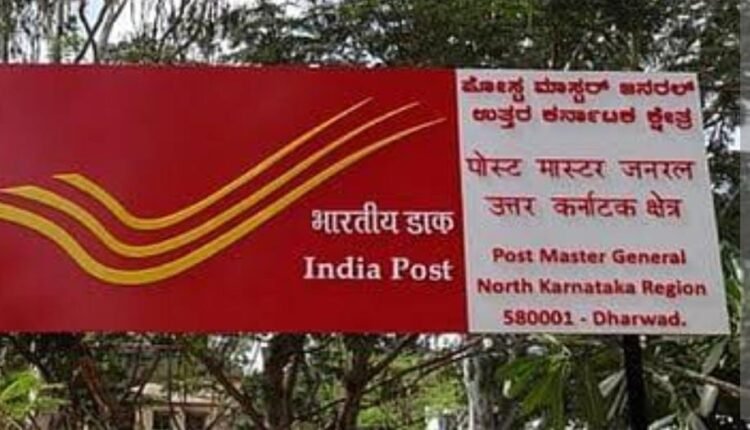 भारतीय डाक
India Post
ಪೋಸ್ಟ ಮಾಸ್ಟರ್ ಜನರಲ್
ಉತ್ತರ ಕರ್ನಾಟಕ ಕ್ಷೇತ್ರ
पोस्ट मास्टर जनरल
उत्तर कर्नाटक क्षेत्र
Post Master General
North Karnataka Region
580001 - Dharwad.